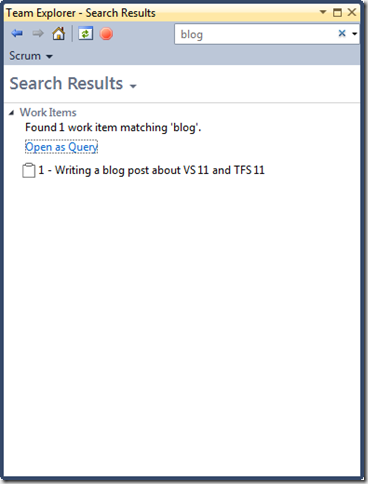 Team Explorer - Search Results
blog
Scrum
Search Results
Work Items
Found 1 work item matching 'blog'.
Open as Query
1 - Writing a blog post about VS 11 and TFS 11